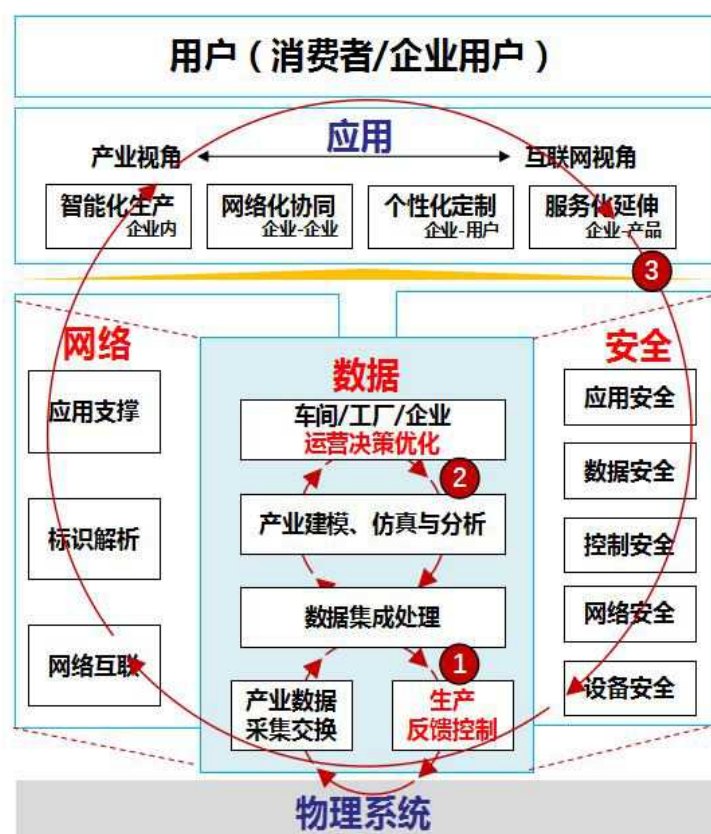 用户（消费者/企业用户）
应用
产业视角
互联网视角
智能化生产
企业内
网络化协同
企业-企业
个性化定制
企业-用户
服务化延伸
企业-产品
3
网络
应用支撑
标识解析
网络互联
数据
车间/工厂/企业
运营决策优化
2
产业建模、仿真与分析
数据集成处理
1
产业数据
采集交换
生产
反馈控制
安全
应用安全
数据安全
控制安全
网络安全
设备安全
物理系统